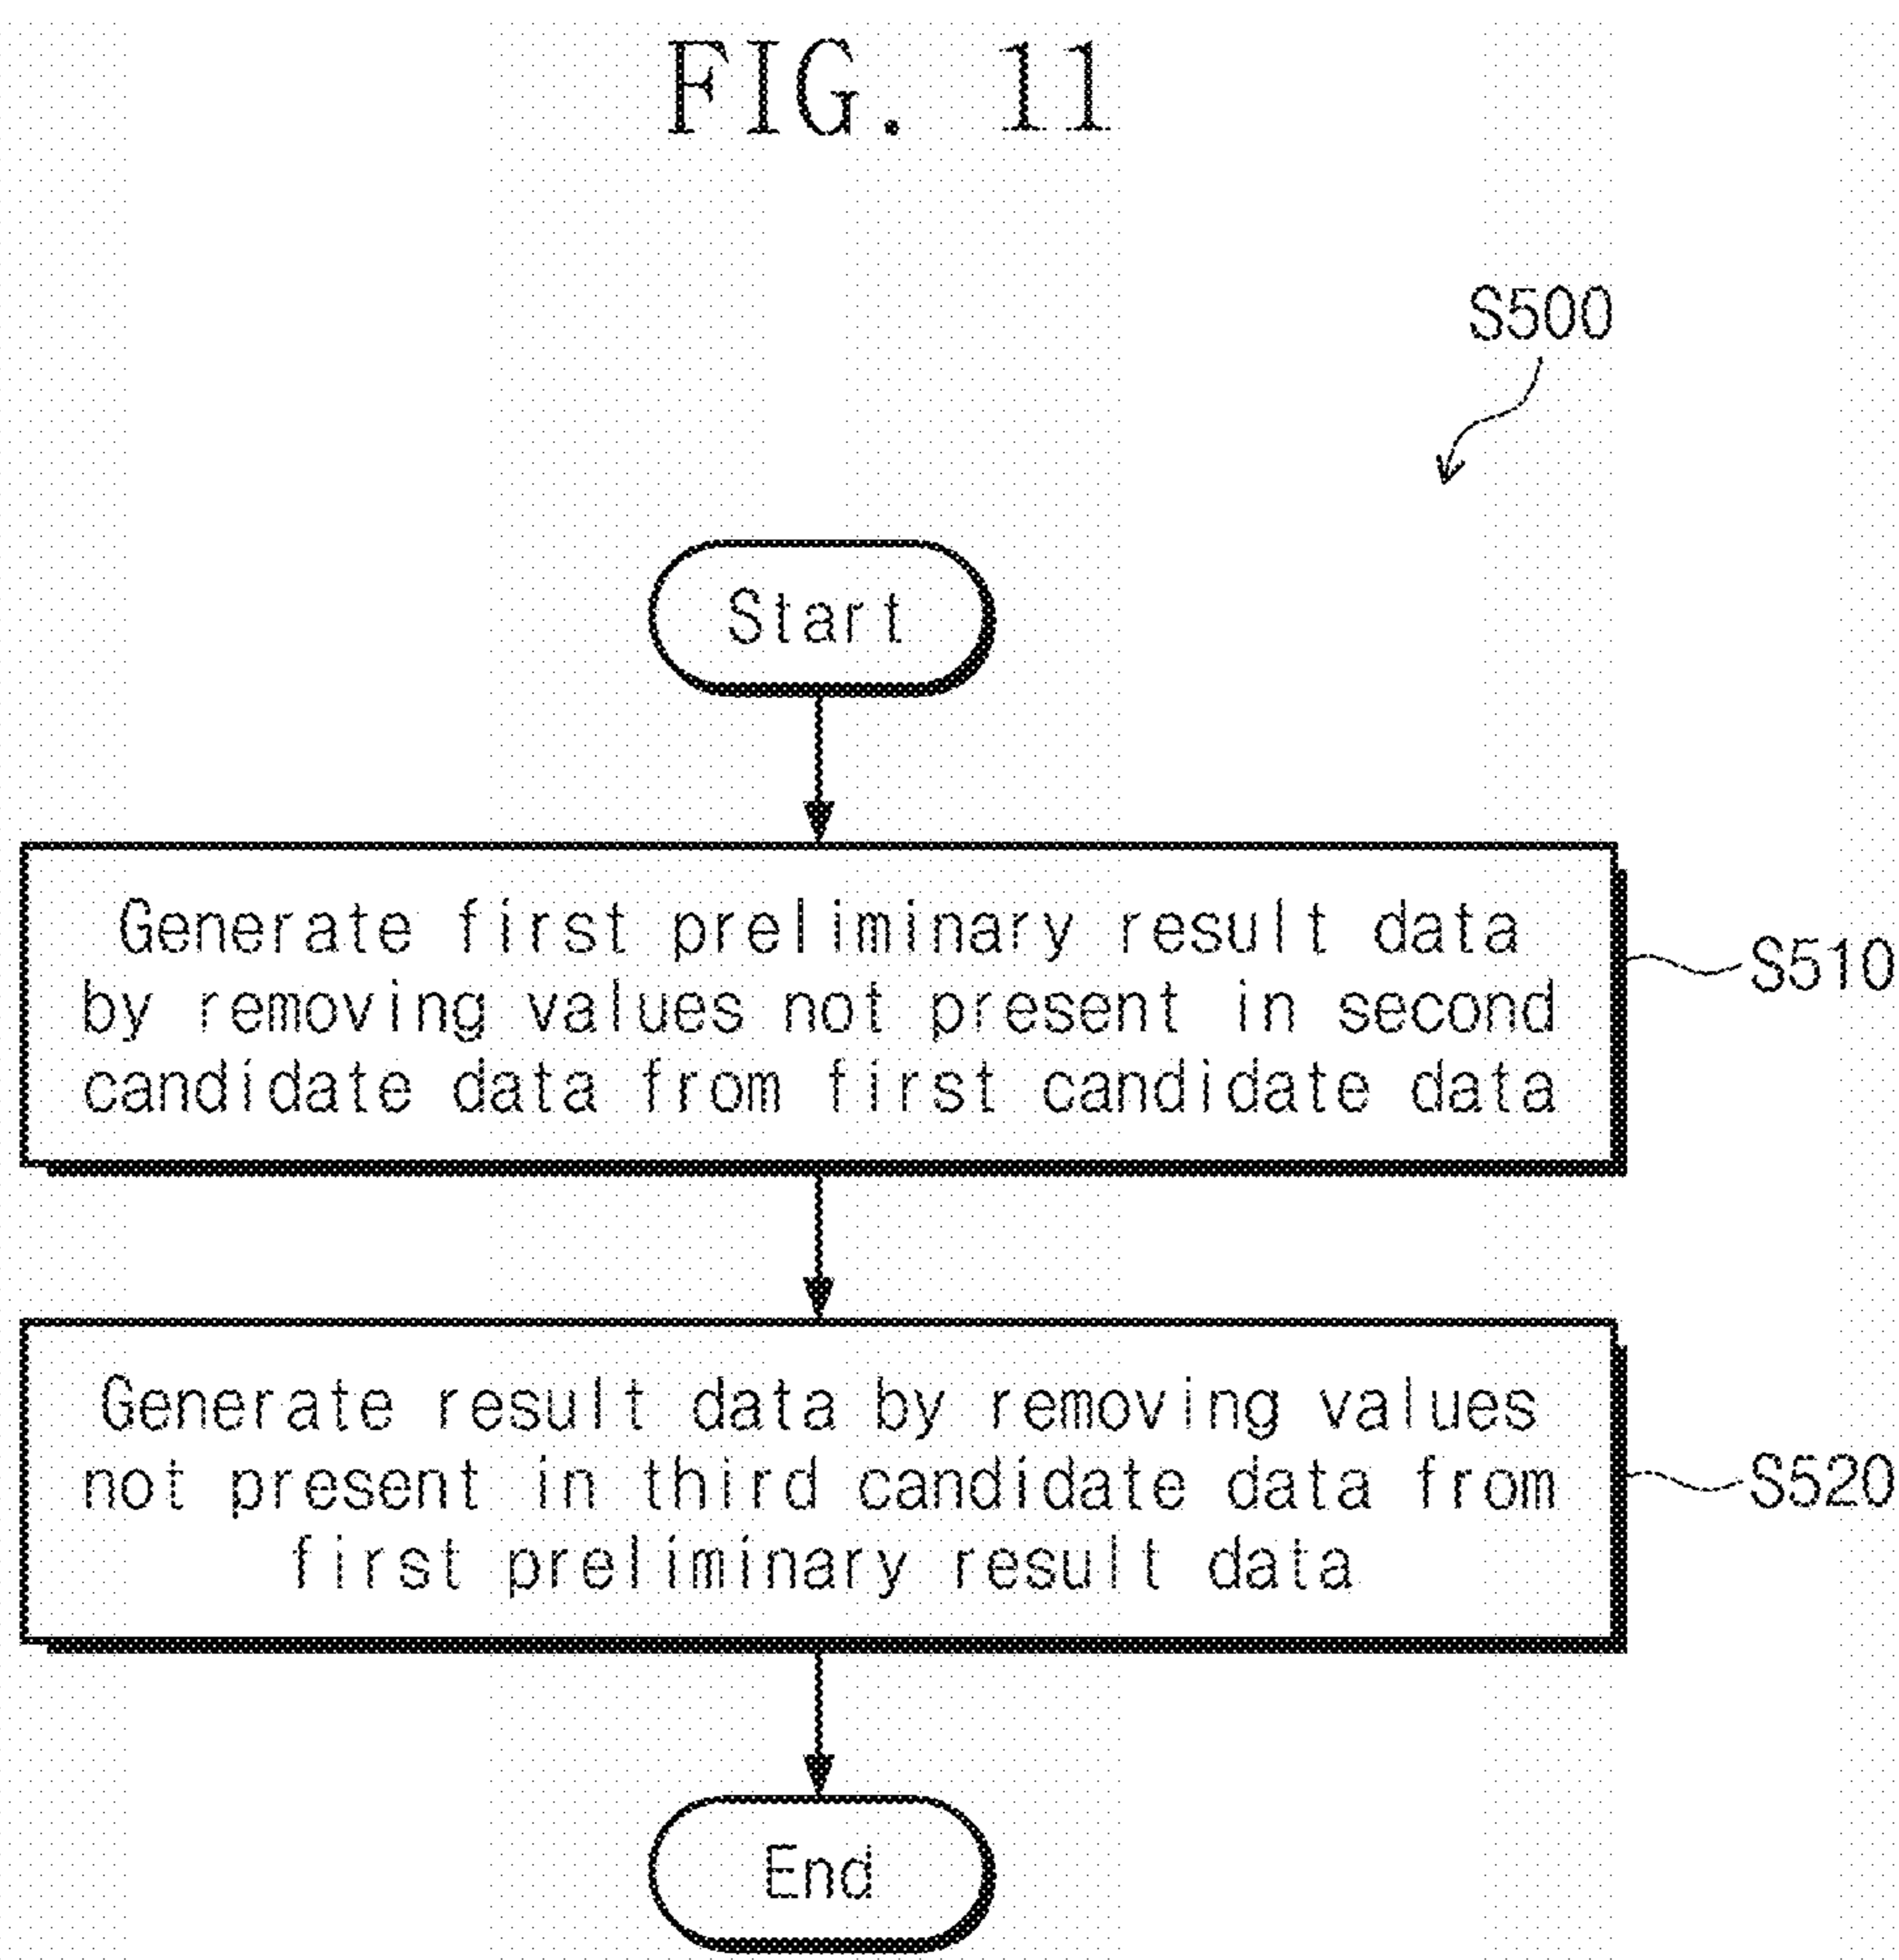 FIG. 11
S500
Start
Generate first preliminary result data
by removing values not present in second
candidate data from first candidate data
S510
Generate result data by removing values
not present in third candidate data from
first preliminary result data
S520
End